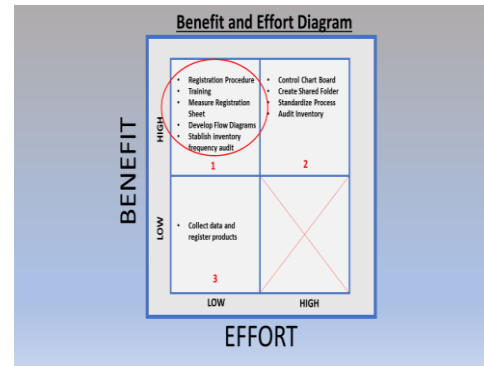 Benefit and Effort Diagram
BENEFIT
HIGH
• Registration Procedure
• Training
• Measure Registration
Sheet
• Develop Flow Diagrams
• Stablish inventory
frequency audit
1
• Control Chart Board
• Create Shared Folder
• Standardize Process
• Audit Inventory
2
LOW
• Collect data and
register products
3
LOW
HIGH
EFFORT